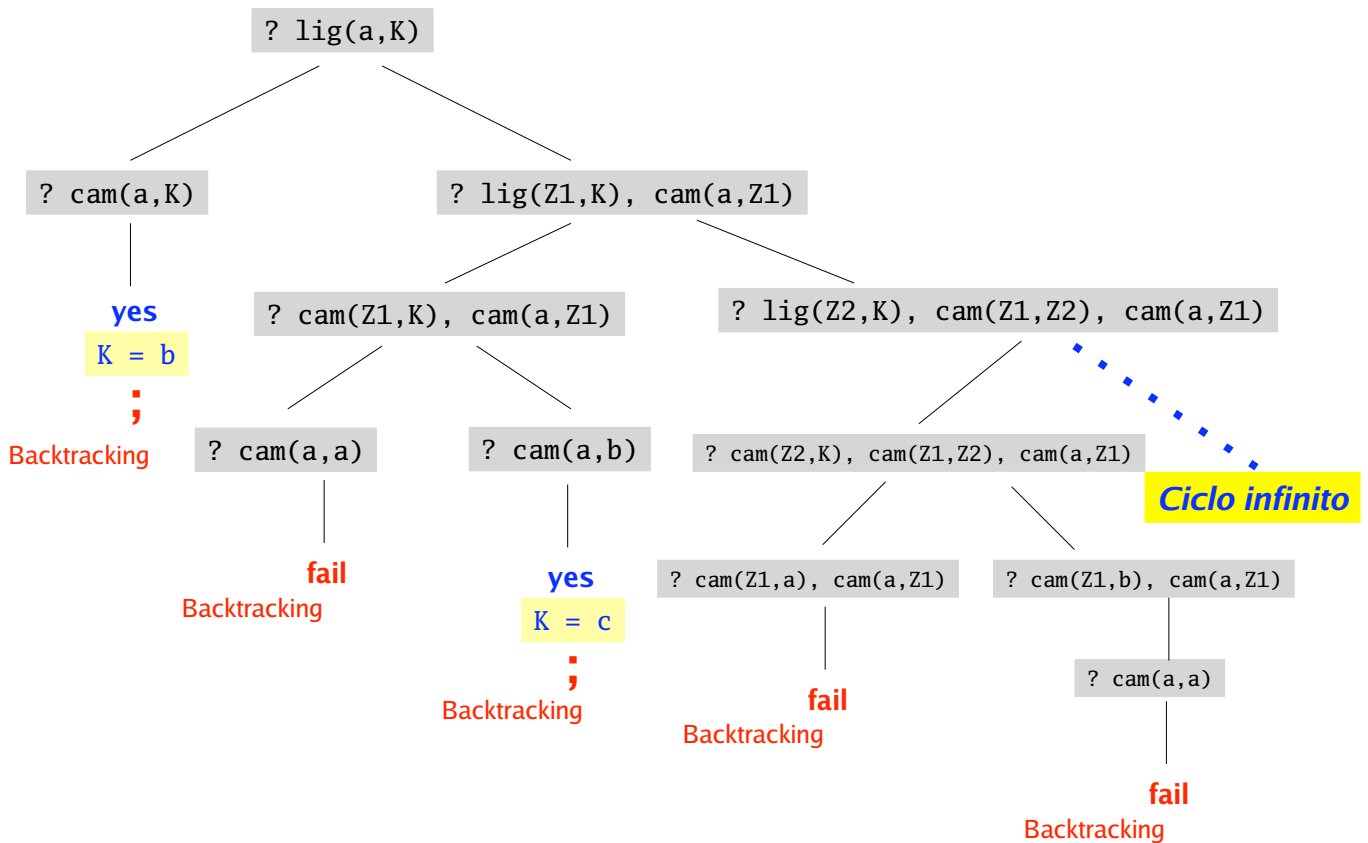 ? lig(a,K)
? cam(a,K)
? lig(Z1,K), cam(a,Z1)
yes
K = b
;
Backtracking
? cam(Z1,K), cam(a,Z1)
? lig(Z2,K), cam(Z1,Z2), cam(a,Z1)
? cam(a,a)
fail
Backtracking
? cam(a,b)
yes
K = c
;
Backtracking
? cam(Z2,K), cam(Z1,Z2), cam(a,Z1)
Ciclo infinito
? cam(Z1,a), cam(a,Z1)
fail
Backtracking
? cam(Z1,b), cam(a,Z1)
? cam(a,a)
fail
Backtracking